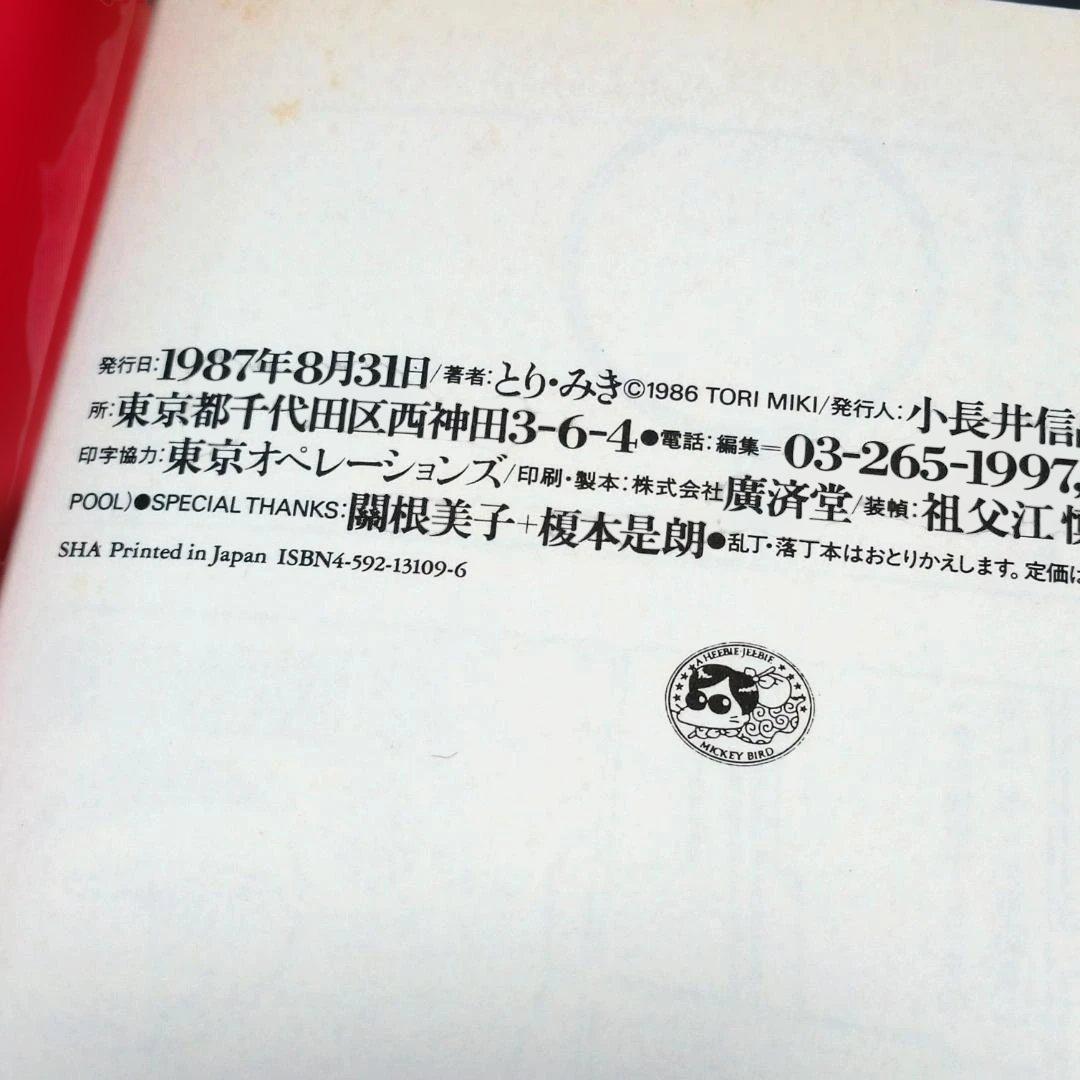 発行日:1987年8月31日/著者:とり・みき©1986 TORI MIKI/発行人:小長井信
所:東京都千代田区西神田3-6-4●電話:編集=03-265-1997,
印字協力:東京オペレーションズ/印刷・製本:株式会社廣済堂/装幀:祖父江慎
POOL)●SPECIAL THANKS:關根美子+榎本是朗●乱丁・落丁本はおとりかえします。定価は
SHA Printed in Japan ISBN4-592-13109-6
A HEEBIE-JEEBIE
MICKEY BIRD